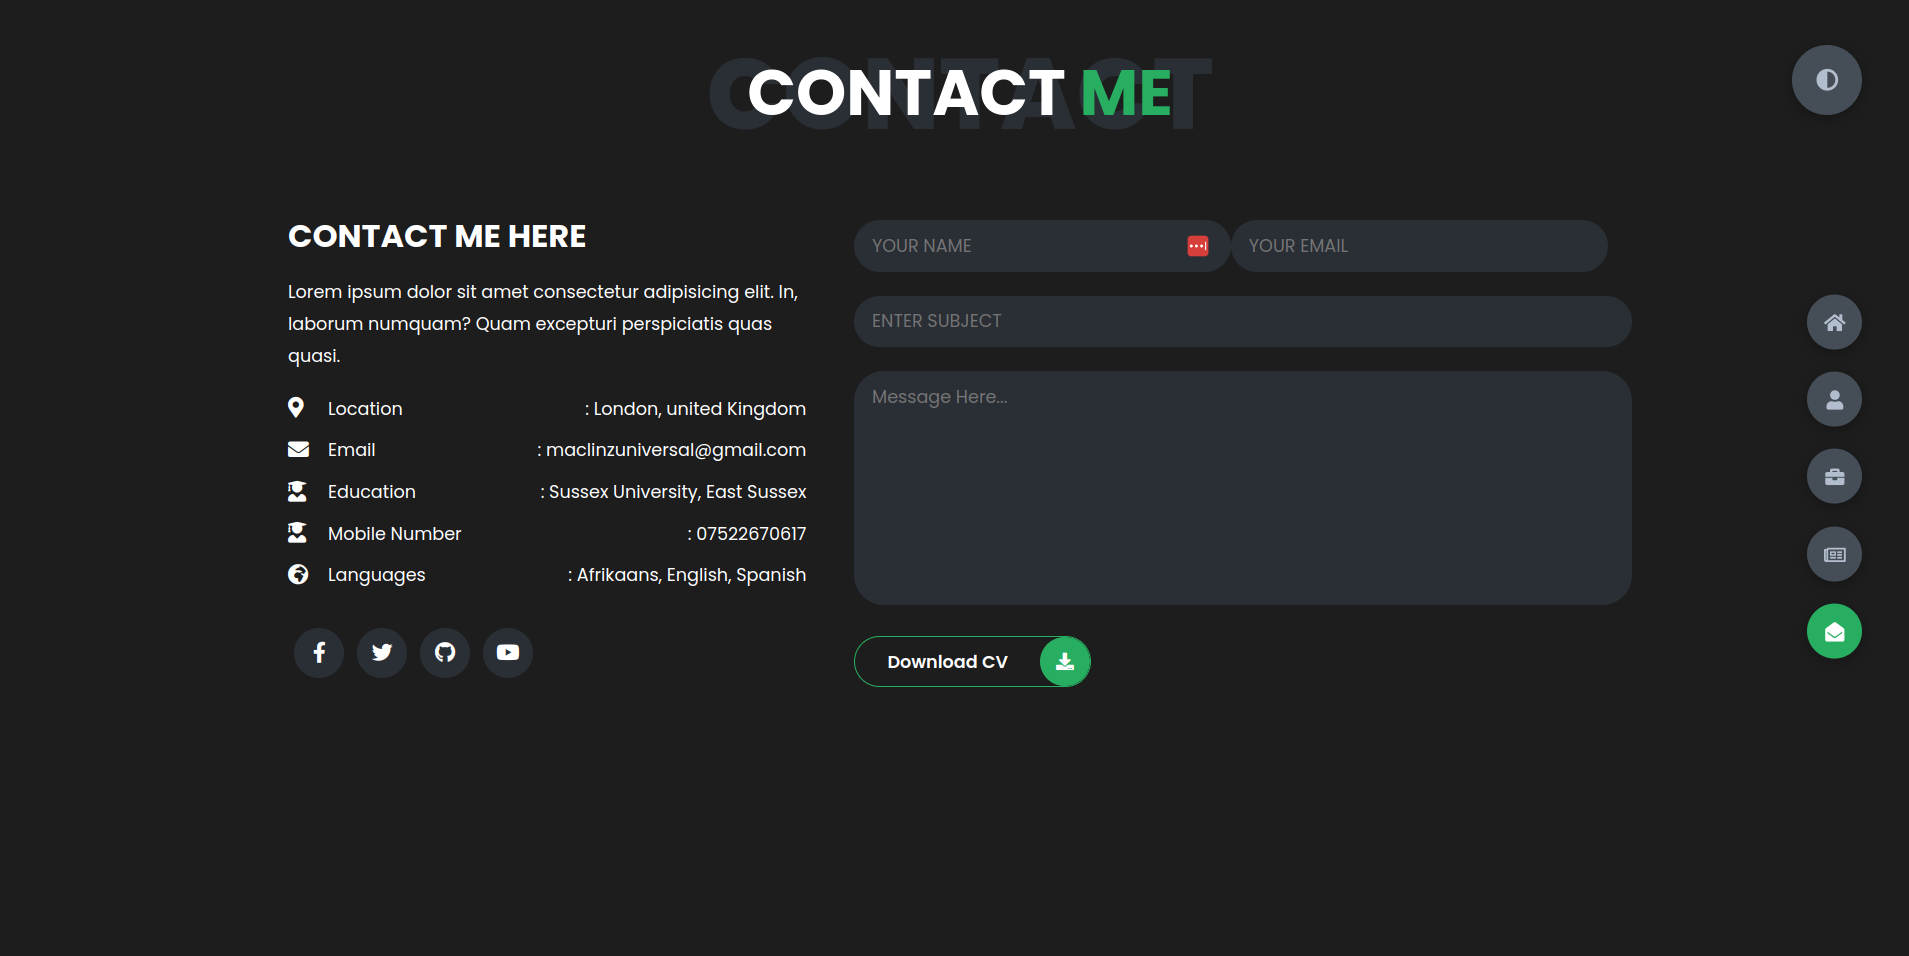 CONTACT
CONTACT ME
CONTACT ME HERE
Lorem ipsum dolor sit amet consectetur adipisicing elit. In,
laborum numquam? Quam excepturi perspiciatis quas
quasi.
Location : London, united Kingdom
Email : maclinzuniversal@gmail.com
Education : Sussex University, East Sussex
Mobile Number : 07522670617
Languages : Afrikaans, English, Spanish
YOUR NAME
YOUR EMAIL
ENTER SUBJECT
Message Here...
Download CV